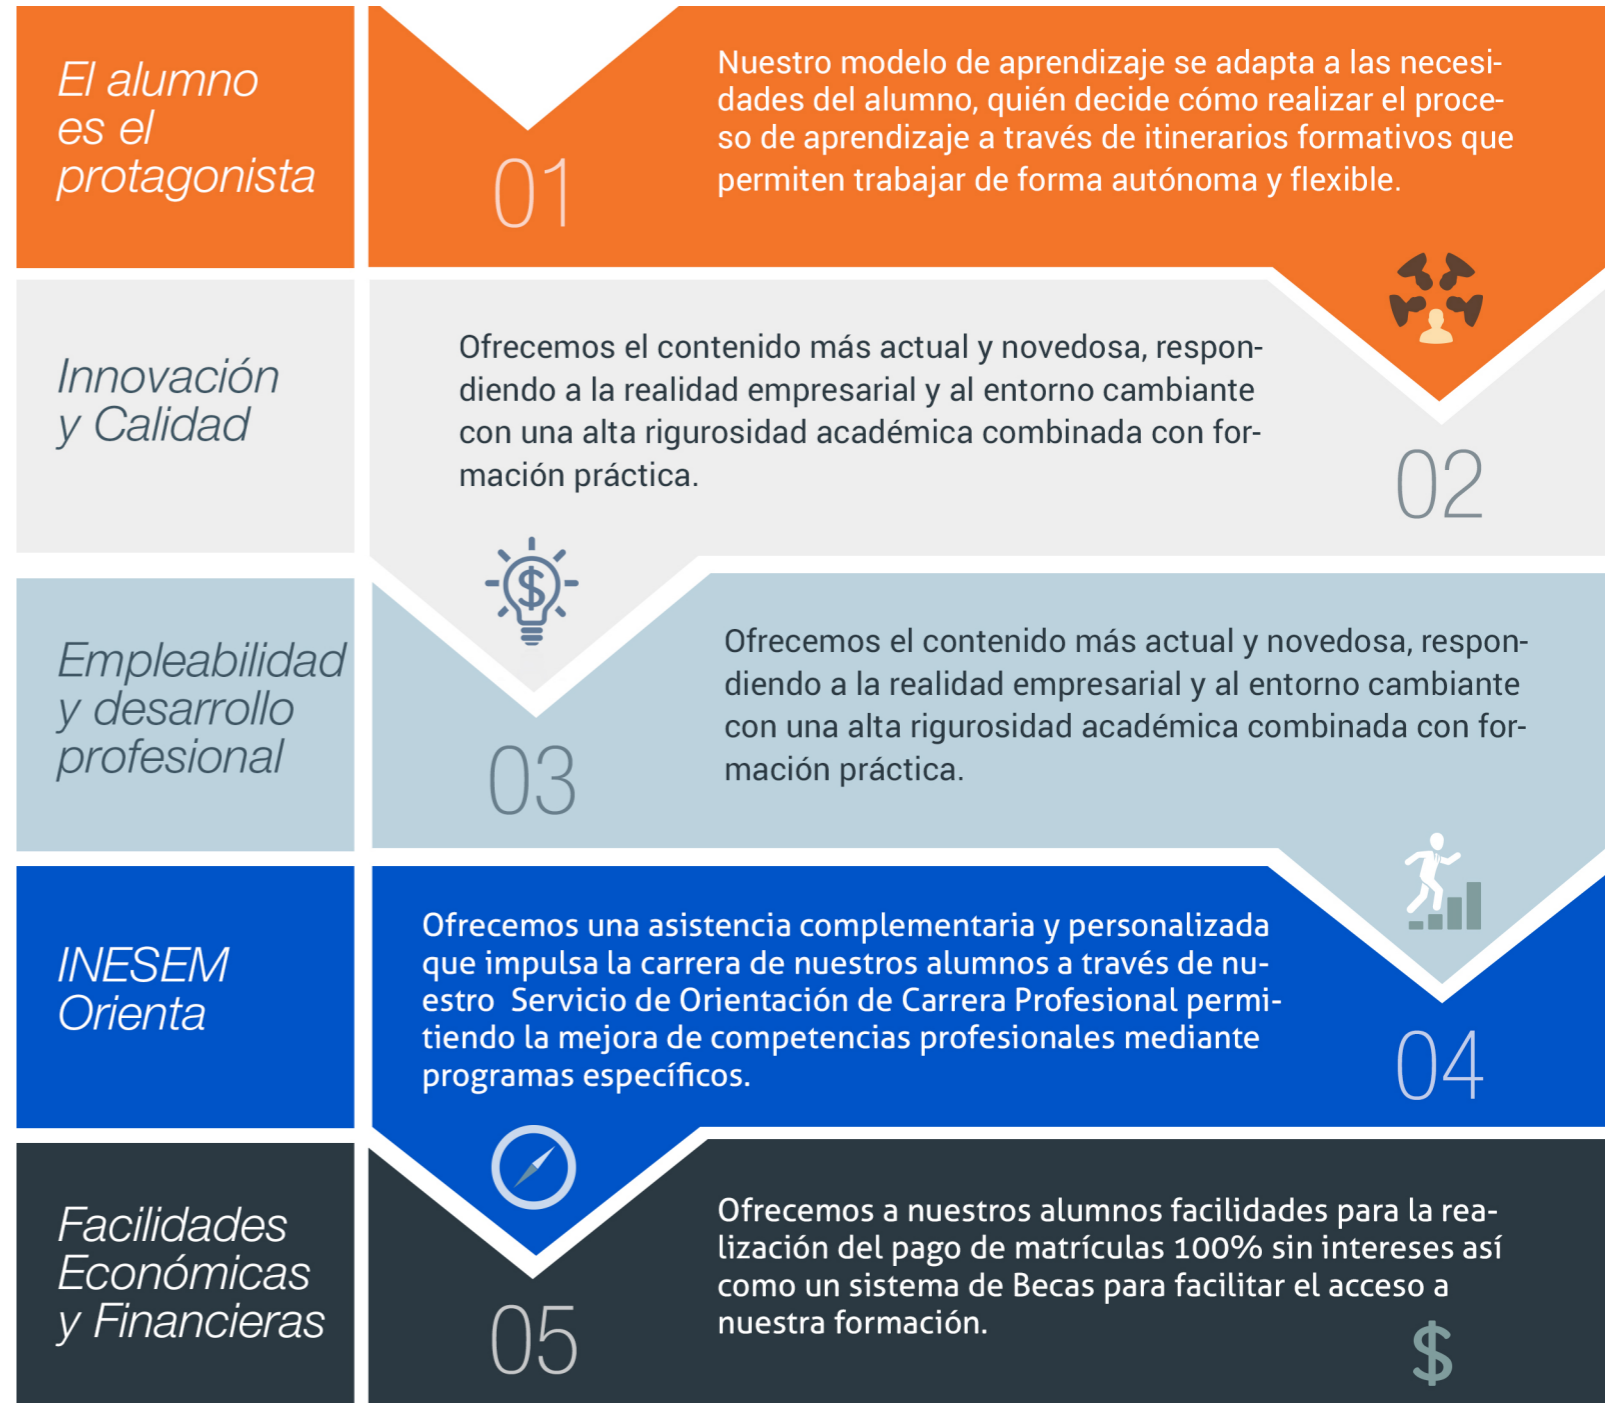 El alumno
es el
protagonista
01
Nuestro modelo de aprendizaje se adapta a las necesi-
dades del alumno, quién decide cómo realizar el proce-
so de aprendizaje a través de itinerarios formativos que
permiten trabajar de forma autónoma y flexible.
Innovación
y Calidad
Ofrecemos el contenido más actual y novedosa, respon-
diendo a la realidad empresarial y al entorno cambiante
con una alta rigurosidad académica combinada con for-
mación práctica.
02
$
Empleabilidad
y desarrollo
profesional
03
Ofrecemos el contenido más actual y novedosa, respon-
diendo a la realidad empresarial y al entorno cambiante
con una alta rigurosidad académica combinada con for-
mación práctica.
INESEM
Orienta
Ofrecemos una asistencia complementaria y personalizada
que impulsa la carrera de nuestros alumnos a través de nu-
estro  Servicio de Orientación de Carrera Profesional permi-
tiendo la mejora de competencias profesionales mediante
programas específicos.
04
Facilidades
Económicas
y Financieras
05
Ofrecemos a nuestros alumnos facilidades para la rea-
lización del pago de matrículas 100% sin intereses así
como un sistema de Becas para facilitar el acceso a
nuestra formación.
$